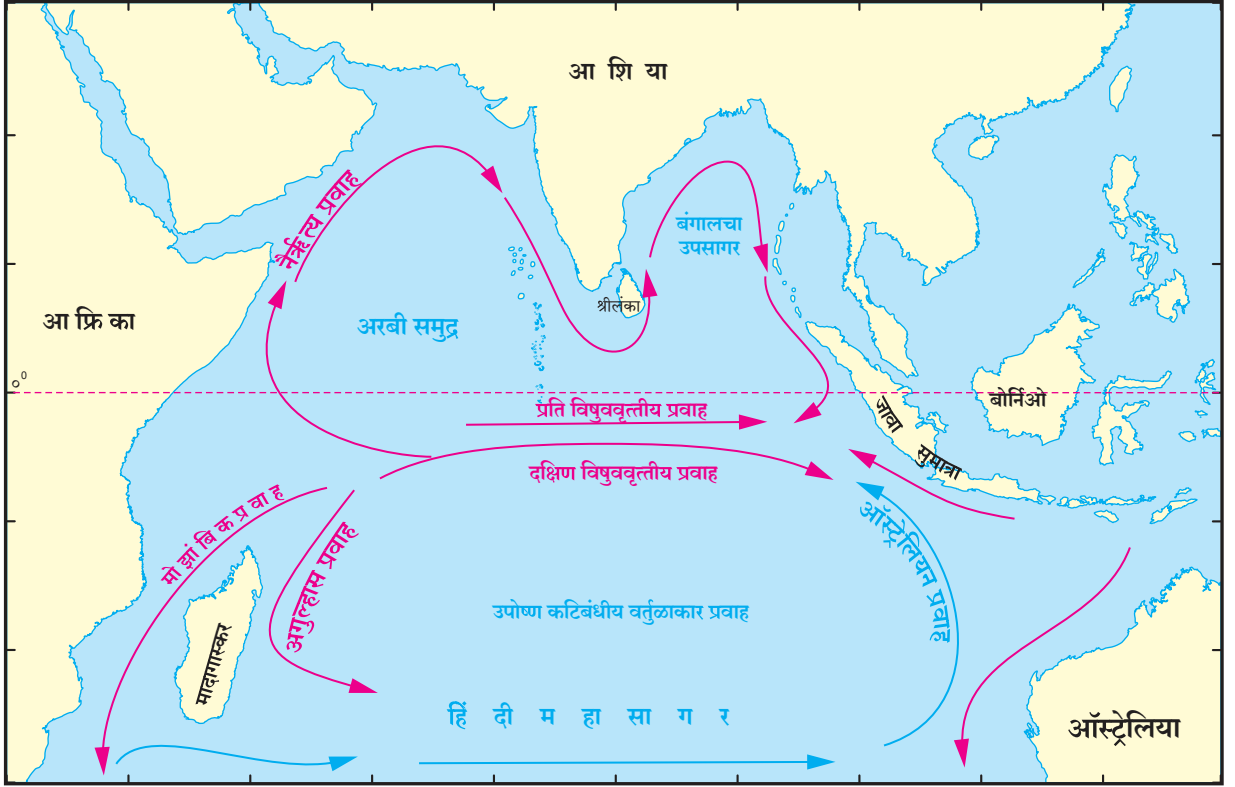 आ शि या
नैर्ऋत्य प्रवाह
बंगालचा
उपसागर
श्रीलंका
आ फ्रि का
अरबी समुद्र
०⁰
प्रति विषुववृत्तीय प्रवाह
बोर्निओ
जावा
सुमात्रा
दक्षिण विषुववृत्तीय प्रवाह
मो झां बि क प्र वा ह
अगुल्हास प्रवाह
ऑस्ट्रेलियन प्रवाह
उपोष्ण कटिबंधीय वर्तुळाकार प्रवाह
मादागास्कर
हिं दी म हा सा ग र
ऑस्ट्रेलिया